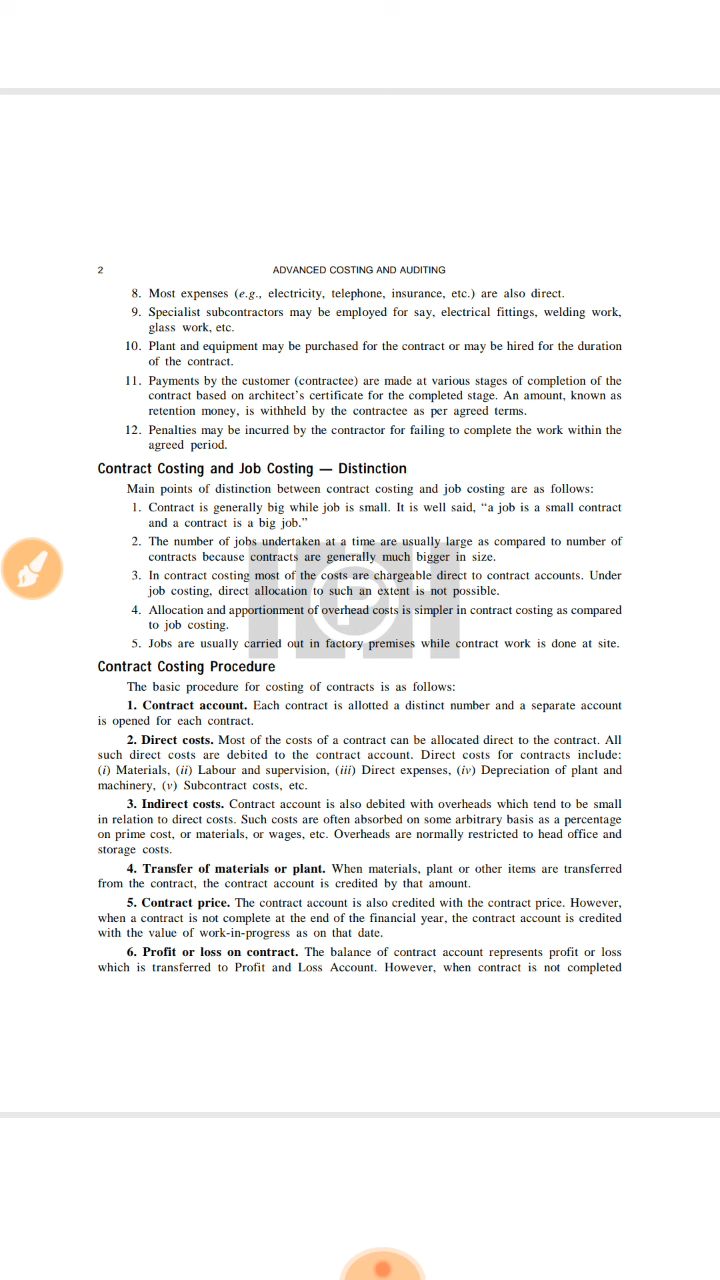 2
ADVANCED COSTING AND AUDITING
8. Most expenses (e.g., electricity, telephone, insurance, etc.) are also direct.
9. Specialist subcontractors may be employed for say, electrical fittings, welding work,
glass work, etc.
10. Plant and equipment may be purchased for the contract or may be hired for the duration
of the contract.
11. Payments by the customer (contractee) are made at various stages of completion of the
contract based on architect's certificate for the completed stage. An amount, known as
retention money, is withheld by the contractee as per agreed terms.
12. Penalties may be incurred by the contractor for failing to complete the work within the
agreed period.
Contract Costing and Job Costing — Distinction
Main points of distinction between contract costing and job costing are as follows:
1. Contract is generally big while job is small. It is well said, “a job is a small contract
and a contract is a big job.”
2. The number of jobs undertaken at a time are usually large as compared to number of
contracts because contracts are generally much bigger in size.
3. In contract costing most of the costs are chargeable direct to contract accounts. Under
job costing, direct allocation to such an extent is not possible.
4. Allocation and apportionment of overhead costs is simpler in contract costing as compared
to job costing.
5. Jobs are usually carried out in factory premises while contract work is done at site.
Contract Costing Procedure
The basic procedure for costing of contracts is as follows:
1. Contract account. Each contract is allotted a distinct number and a separate account
is opened for each contract.
2. Direct costs. Most of the costs of a contract can be allocated direct to the contract. All
such direct costs are debited to the contract account. Direct costs for contracts include:
(i) Materials, (ii) Labour and supervision, (iii) Direct expenses, (iv) Depreciation of plant and
machinery, (v) Subcontract costs, etc.
3. Indirect costs. Contract account is also debited with overheads which tend to be small
in relation to direct costs. Such costs are often absorbed on some arbitrary basis as a percentage
on prime cost, or materials, or wages, etc. Overheads are normally restricted to head office and
storage costs.
4. Transfer of materials or plant. When materials, plant or other items are transferred
from the contract, the contract account is credited by that amount.
5. Contract price. The contract account is also credited with the contract price. However,
when a contract is not complete at the end of the financial year, the contract account is credited
with the value of work-in-progress as on that date.
6. Profit or loss on contract. The balance of contract account represents profit or loss
which is transferred to Profit and Loss Account. However, when contract is not completed